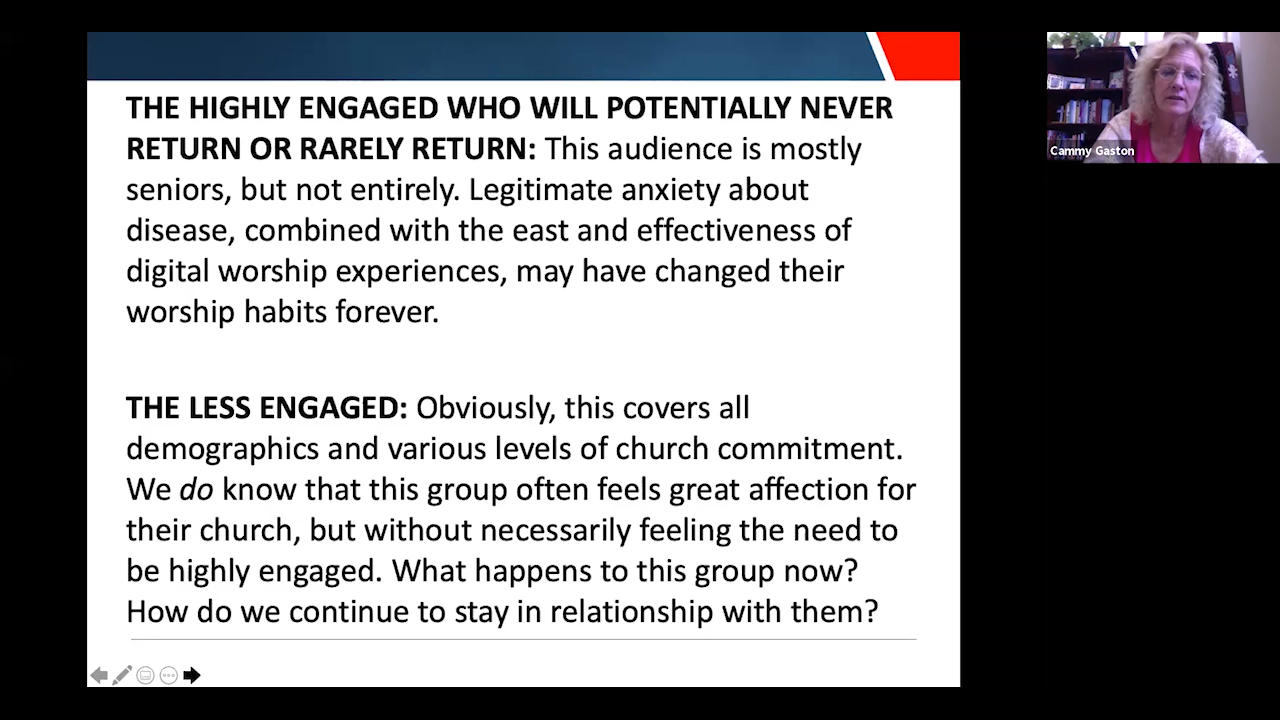 THE HIGHLY ENGAGED WHO WILL POTENTIALLY NEVER
RETURN OR RARELY RETURN: This audience is mostly
seniors, but not entirely. Legitimate anxiety about
disease, combined with the east and effectiveness of
digital worship experiences, may have changed their
worship habits forever.
THE LESS ENGAGED: Obviously, this covers all
demographics and various levels of church commitment.
We do know that this group often feels great affection for
their church, but without necessarily feeling the need to
be highly engaged. What happens to this group now?
How do we continue to stay in relationship with them?
Cammy Gaston